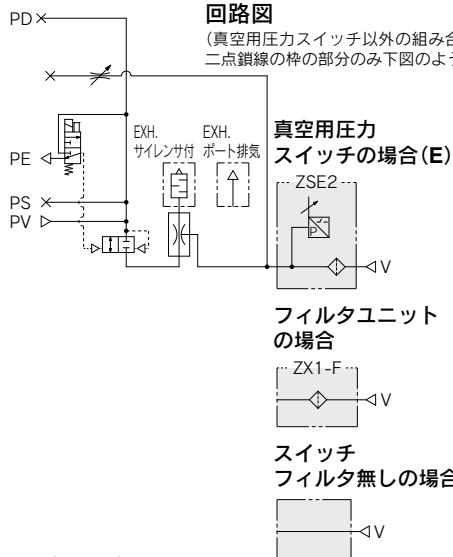 回路図
(真空用圧力スイッチ以外の組み合
二点鎖線の枠の部分のみ下図のよう
PD
PE
PS
PV
EXH.
サイレンサ付
EXH.
ポート排気
真空用圧力
スイッチの場合(E)
ZSE2
P
V
フィルタユニット
の場合
ZX1-F
V
スイッチ
フィルタ無しの場合
V